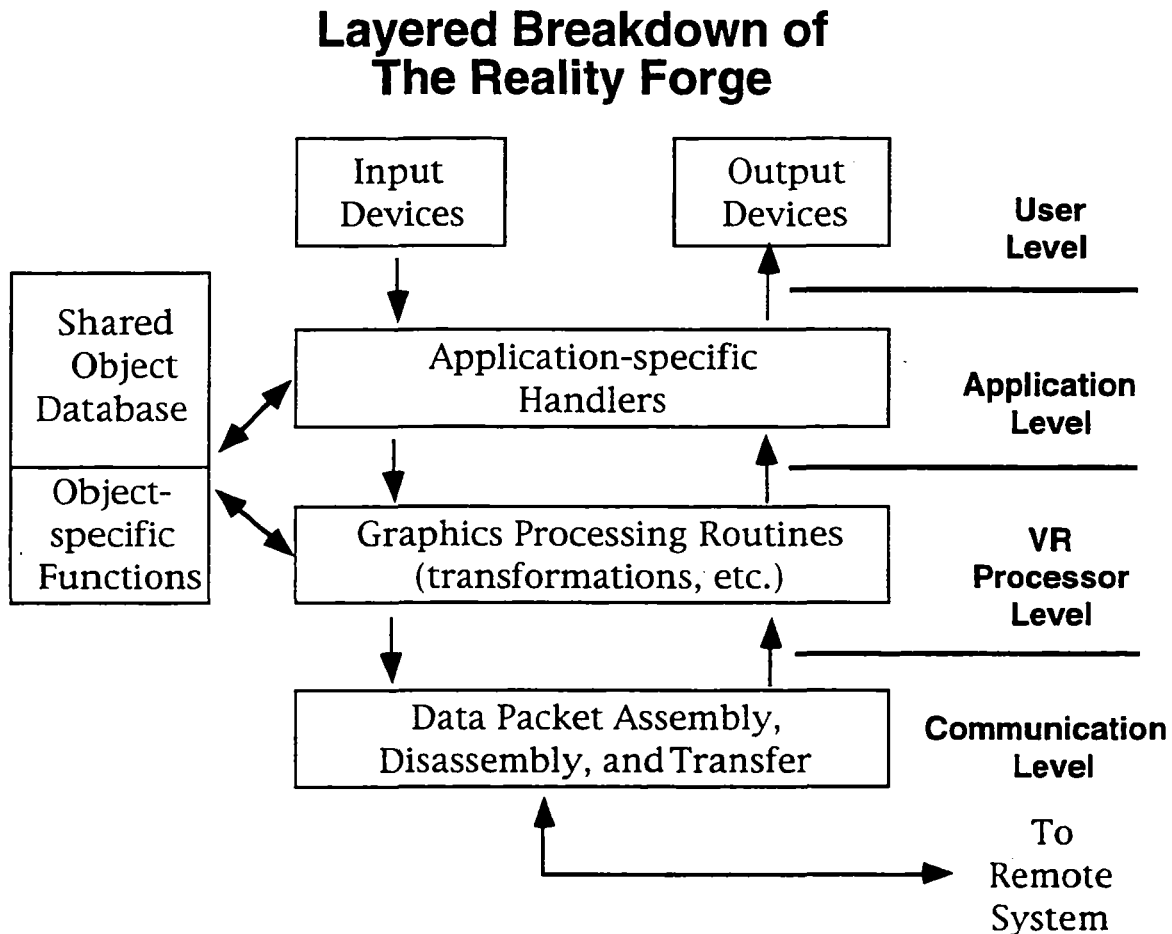 Layered Breakdown of
The Reality Forge
Input
Devices
Output
Devices
User
Level
Shared
Object
Database
Application-specific
Handlers
Application
Level
Object-
specific
Functions
Graphics Processing Routines
(transformations, etc.)
VR
Processor
Level
Data Packet Assembly,
Disassembly, and Transfer
Communication
Level
To
Remote
System